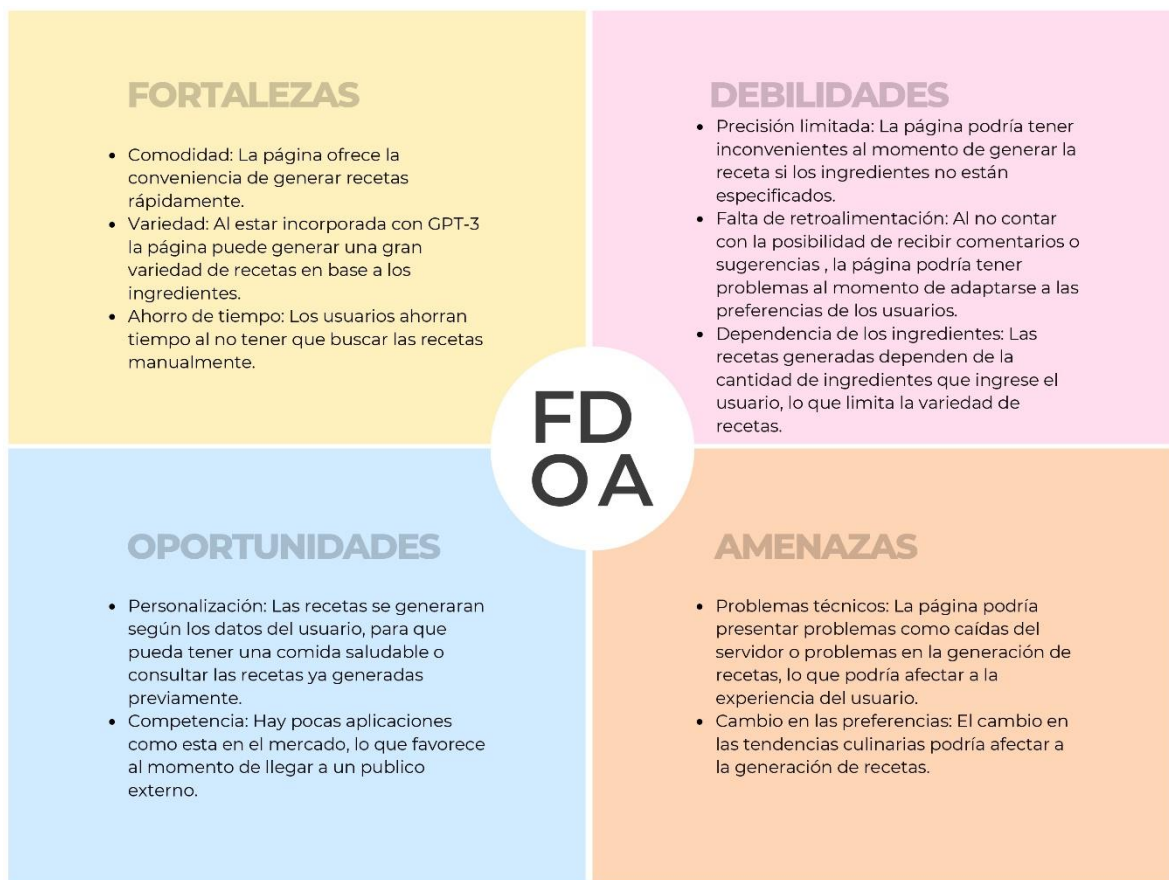 FORTALEZAS
• Comodidad: La página ofrece la
conveniencia de generar recetas
rápidamente.
• Variedad: Al estar incorporada con GPT-3
la página puede generar una gran
variedad de recetas en base a los
ingredientes.
• Ahorro de tiempo: Los usuarios ahorran
tiempo al no tener que buscar las recetas
manualmente.
DEBILIDADES
• Precisión limitada: La página podría tener
inconvenientes al momento de generar la
receta si los ingredientes no están
especificados.
• Falta de retroalimentación: Al no contar
con la posibilidad de recibir comentarios o
sugerencias , la página podría tener
problemas al momento de adaptarse a las
preferencias de los usuarios.
• Dependencia de los ingredientes: Las
recetas generadas dependen de la
cantidad de ingredientes que ingrese el
usuario, lo que limita la variedad de
recetas.
FD
OA
OPORTUNIDADES
• Personalización: Las recetas se generaran
según los datos del usuario, para que
pueda tener una comida saludable o
consultar las recetas ya generadas
previamente.
• Competencia: Hay pocas aplicaciones
como esta en el mercado, lo que favorece
al momento de llegar a un publico
externo.
AMENAZAS
• Problemas técnicos: La página podría
presentar problemas como caídas del
servidor o problemas en la generación de
recetas, lo que podría afectar a la
experiencia del usuario.
• Cambio en las preferencias: El cambio en
las tendencias culinarias podría afectar a
la generación de recetas.